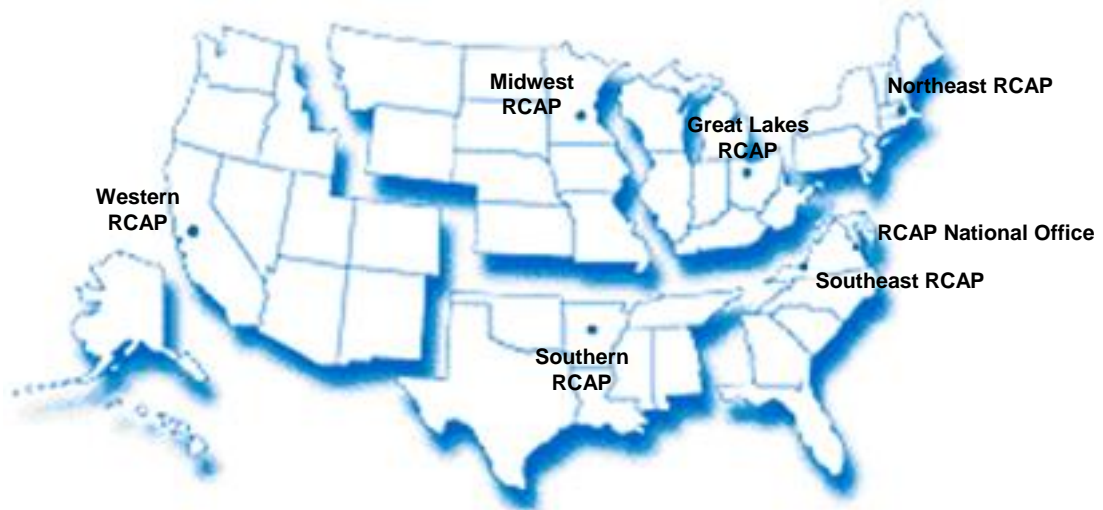 Midwest
RCAP
Northeast RCAP
Great Lakes
RCAP
Western
RCAP
RCAP National Office
Southeast RCAP
Southern
RCAP